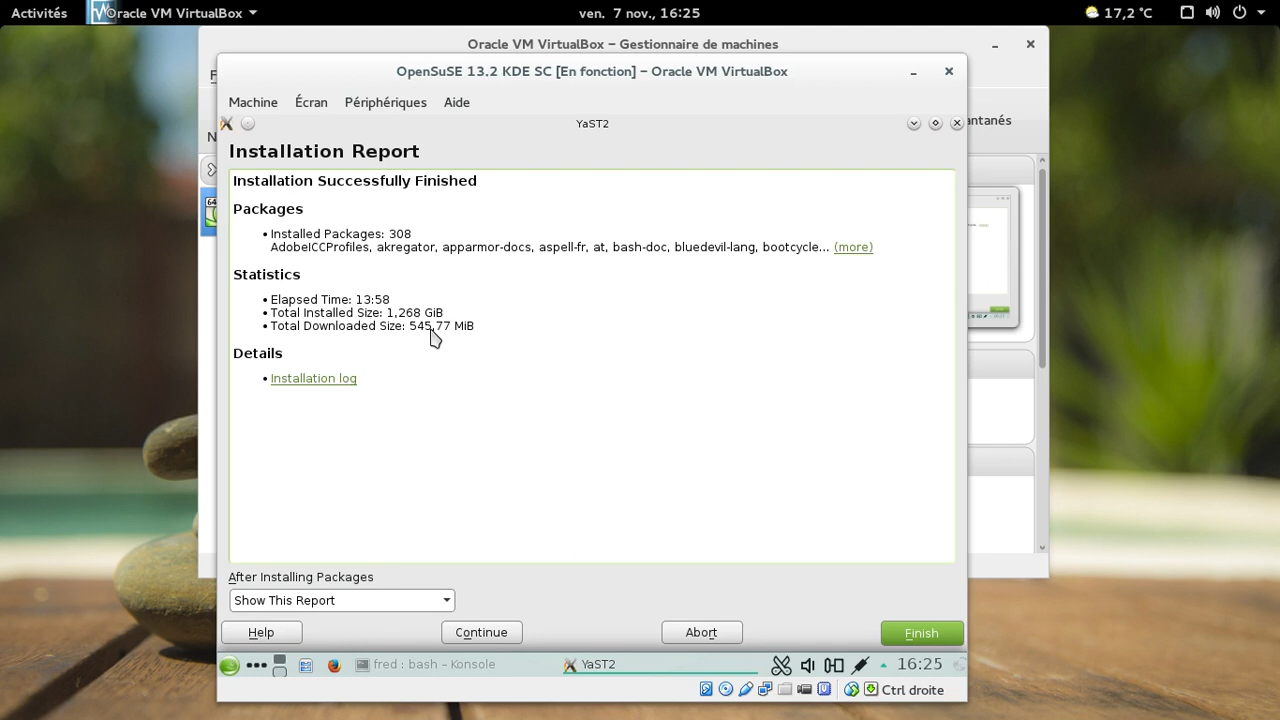 Activités
Oracle VM VirtualBox
ven. 7 nov., 16:25
17,2 °C
Oracle VM VirtualBox – Gestionnaire de machines
OpenSuSE 13.2 KDE SC [En fonction] – Oracle VM VirtualBox
Machine Écran Périphériques Aide
antanés
YaST2
Installation Report
Installation Successfully Finished
Packages
• Installed Packages: 308
AdobeICCProfiles, akregator, apparmor-docs, aspell-fr, at, bash-doc, bluedevil-lang, bootcycle... (more)
Statistics
• Elapsed Time: 13:58
• Total Installed Size: 1,268 GiB
• Total Downloaded Size: 545,77 MiB
Details
• Installation log
After Installing Packages
Show This Report
Help Continue Abort Finish
fred : bash – Konsole
YaST2
16:25
Ctrl droite